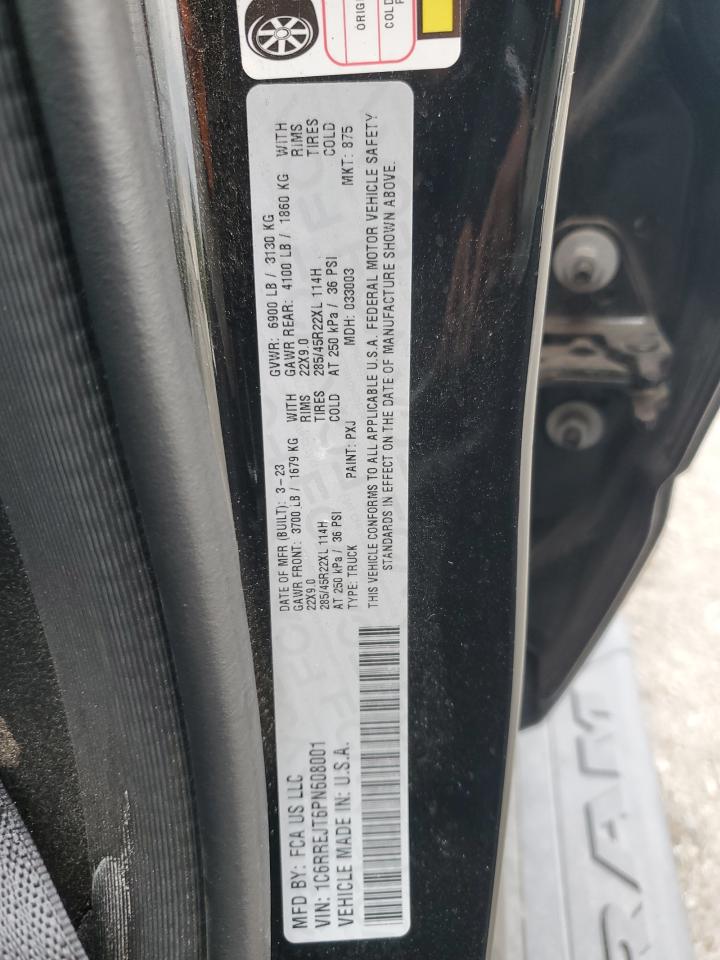 ORIGI
COLD
MFD BY: FCA US LLC
VIN: 1C6RREJT6PN608001
VEHICLE MADE IN: U.S.A.
DATE OF MFR (BUILT): 3-23 GVWR: 6900 LB / 3130 KG
GAWR FRONT: 3700 LB / 1679 KG WITH GAWR REAR: 4100 LB / 1860 KG WITH
22X9.0 RIMS 22X9.0 RIMS
285/45R22XL 114H TIRES 285/45R22XL 114H TIRES
AT 250 kPa / 36 PSI COLD AT 250 kPa / 36 PSI COLD
TYPE: TRUCK PAINT: PXJ MDH: 033003 MKT: 875
THIS VEHICLE CONFORMS TO ALL APPLICABLE U.S.A. FEDERAL MOTOR VEHICLE SAFETY
STANDARDS IN EFFECT ON THE DATE OF MANUFACTURE SHOWN ABOVE.
RAM